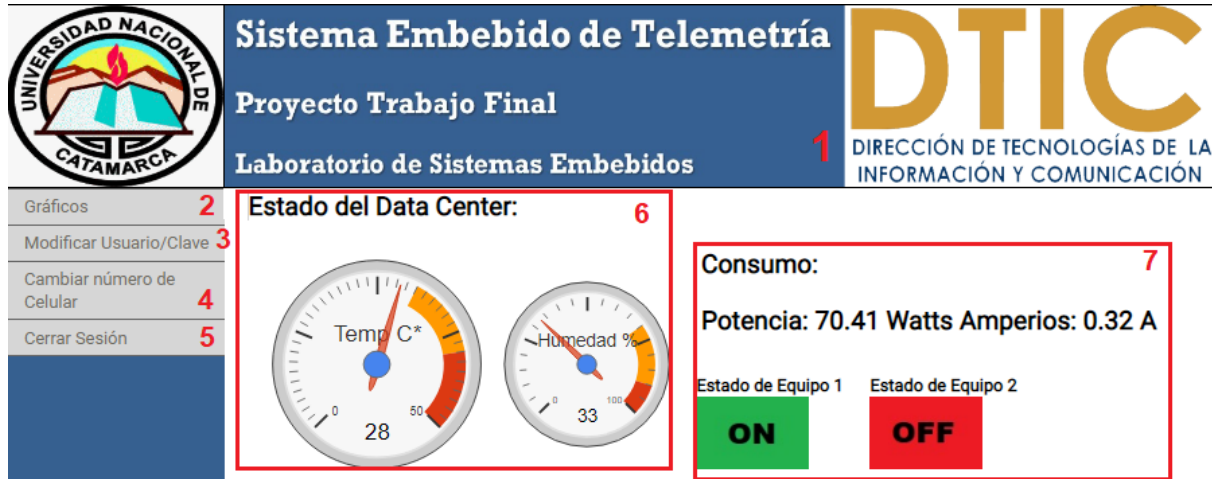 UNIVERSIDAD NACIONAL DE
CATAMARCA
Sistema Embebido de Telemetría
Proyecto Trabajo Final
Laboratorio de Sistemas Embebidos
1
DTIC
DIRECCIÓN DE TECNOLOGÍAS DE LA
INFORMACIÓN Y COMUNICACIÓN
Gráficos 2
Modificar Usuario/Clave 3
Cambiar número de
Celular 4
Cerrar Sesión 5
Estado del Data Center: 6
Temp C*
0 50
28
Humedad %
0 100
33
Consumo: 7
Potencia: 70.41 Watts Amperios: 0.32 A
Estado de Equipo 1 Estado de Equipo 2
ON OFF